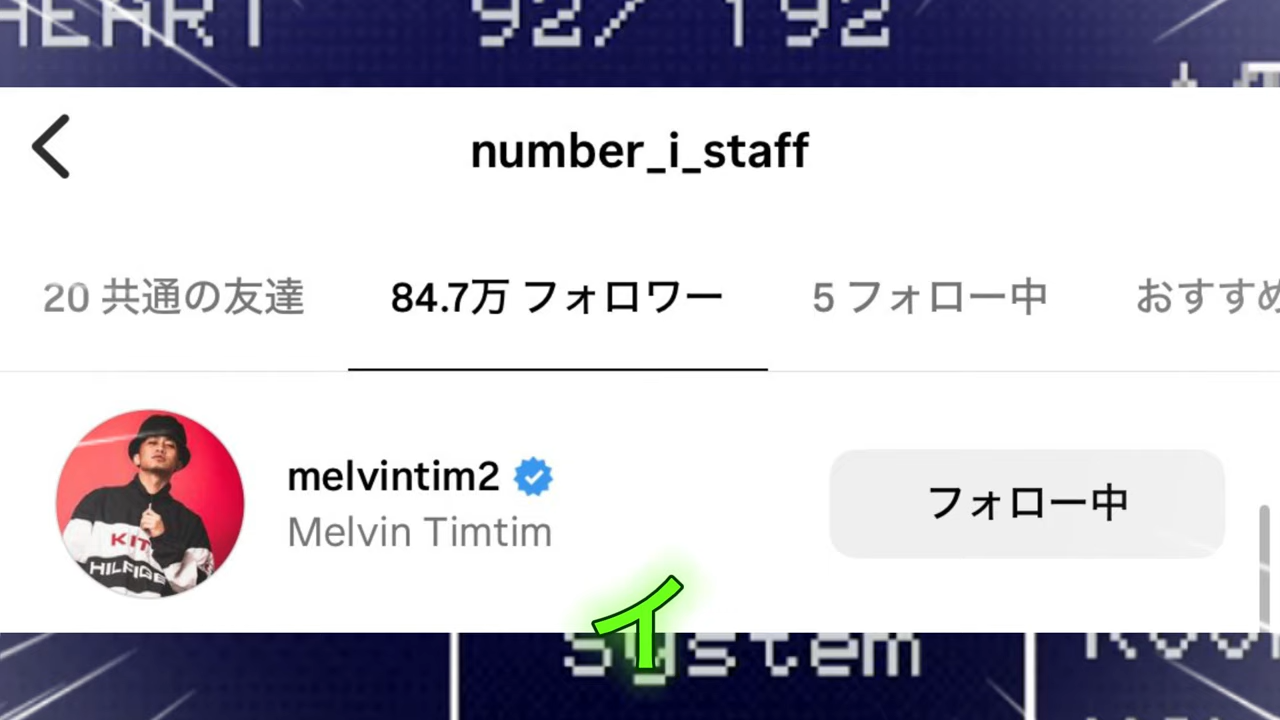 HEART 92/192
number_i_staff
20 共通の友達 84.7万 フォロワー 5 フォロー中 おすすめ
melvintim2
Melvin Timtim
フォロー中
KIT
HILFIGE
イ
system